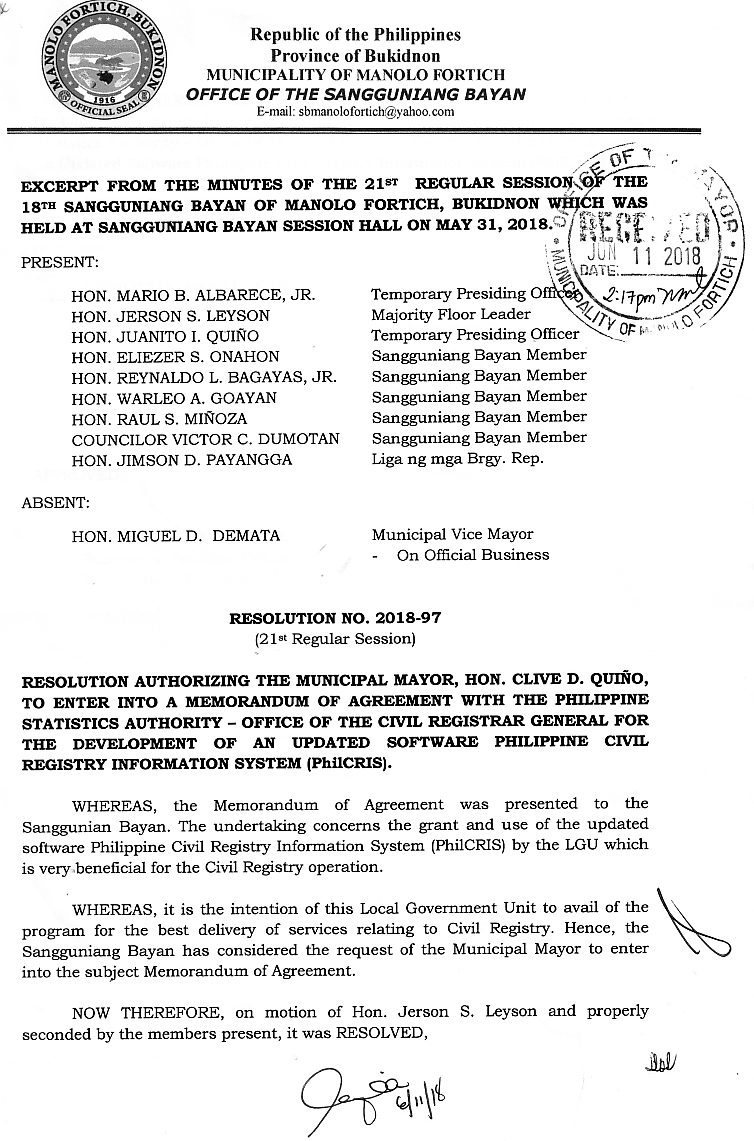 MANOLO FORTICH, BUKIDNON
1916
OFFICIAL SEAL
Republic of the Philippines
Province of Bukidnon
MUNICIPALITY OF MANOLO FORTICH
OFFICE OF THE SANGGUNIANG BAYAN
E-mail: sbmanolofortich@yahoo.com
EXCERPT FROM THE MINUTES OF THE 21ST REGULAR SESSION OF THE
18TH SANGGUNIANG BAYAN OF MANOLO FORTICH, BUKIDNON WHICH WAS
HELD AT SANGGUNIANG BAYAN SESSION HALL ON MAY 31, 2018.
OFFICE OF T MAYOR
RECEIVED
JUN 11 2018
DATE:
2:17pm
MUNICIPALITY OF MANOLO FORTICH
PRESENT:
HON. MARIO B. ALBARECE, JR. Temporary Presiding Officer
HON. JERSON S. LEYSON Majority Floor Leader
HON. JUANITO I. QUIÑO Temporary Presiding Officer
HON. ELIEZER S. ONAHON Sangguniang Bayan Member
HON. REYNALDO L. BAGAYAS, JR. Sangguniang Bayan Member
HON. WARLEO A. GOAYAN Sangguniang Bayan Member
HON. RAUL S. MIÑOZA Sangguniang Bayan Member
COUNCILOR VICTOR C. DUMOTAN Sangguniang Bayan Member
HON. JIMSON D. PAYANGGA Liga ng mga Brgy. Rep.
ABSENT:
HON. MIGUEL D. DEMATA Municipal Vice Mayor
- On Official Business
RESOLUTION NO. 2018-97
(21st Regular Session)
RESOLUTION AUTHORIZING THE MUNICIPAL MAYOR, HON. CLIVE D. QUIÑO,
TO ENTER INTO A MEMORANDUM OF AGREEMENT WITH THE PHILIPPINE
STATISTICS AUTHORITY – OFFICE OF THE CIVIL REGISTRAR GENERAL FOR
THE DEVELOPMENT OF AN UPDATED SOFTWARE PHILIPPINE CIVIL
REGISTRY INFORMATION SYSTEM (PhilCRIS).
WHEREAS, the Memorandum of Agreement was presented to the
Sanggunian Bayan. The undertaking concerns the grant and use of the updated
software Philippine Civil Registry Information System (PhilCRIS) by the LGU which
is very beneficial for the Civil Registry operation.
WHEREAS, it is the intention of this Local Government Unit to avail of the
program for the best delivery of services relating to Civil Registry. Hence, the
Sangguniang Bayan has considered the request of the Municipal Mayor to enter
into the subject Memorandum of Agreement.
NOW THEREFORE, on motion of Hon. Jerson S. Leyson and properly
seconded by the members present, it was RESOLVED,
6/11/18